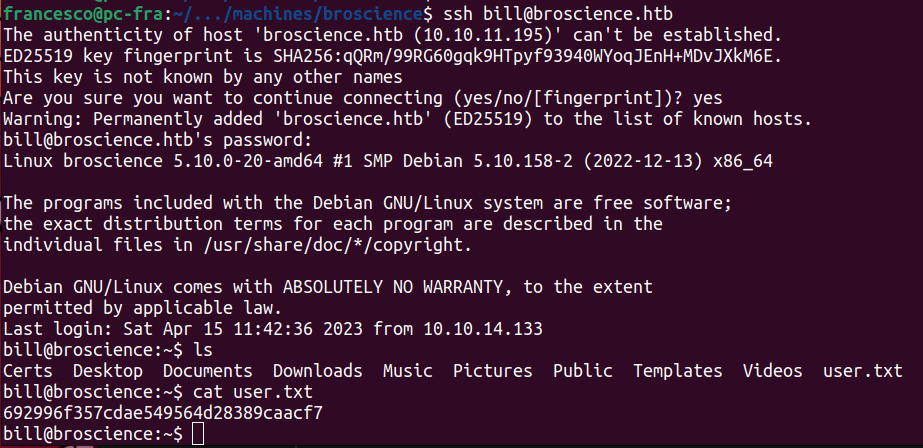 francesco@pc-fra:~/.../machines/broscience$ ssh bill@broscience.htb
The authenticity of host 'broscience.htb (10.10.11.195)' can't be established.
ED25519 key fingerprint is SHA256:qQRm/99RG60gqk9HTpyf93940WYoqJEnH+MDvJXkM6E.
This key is not known by any other names
Are you sure you want to continue connecting (yes/no/[fingerprint])? yes
Warning: Permanently added 'broscience.htb' (ED25519) to the list of known hosts.
bill@broscience.htb's password:
Linux broscience 5.10.0-20-amd64 #1 SMP Debian 5.10.158-2 (2022-12-13) x86_64

The programs included with the Debian GNU/Linux system are free software;
the exact distribution terms for each program are described in the
individual files in /usr/share/doc/*/copyright.

Debian GNU/Linux comes with ABSOLUTELY NO WARRANTY, to the extent
permitted by applicable law.
Last login: Sat Apr 15 11:42:36 2023 from 10.10.14.133
bill@broscience:~$ ls
Certs  Desktop  Documents  Downloads  Music  Pictures  Public  Templates  Videos  user.txt
bill@broscience:~$ cat user.txt
692996f357cdae549564d28389caacf7
bill@broscience:~$